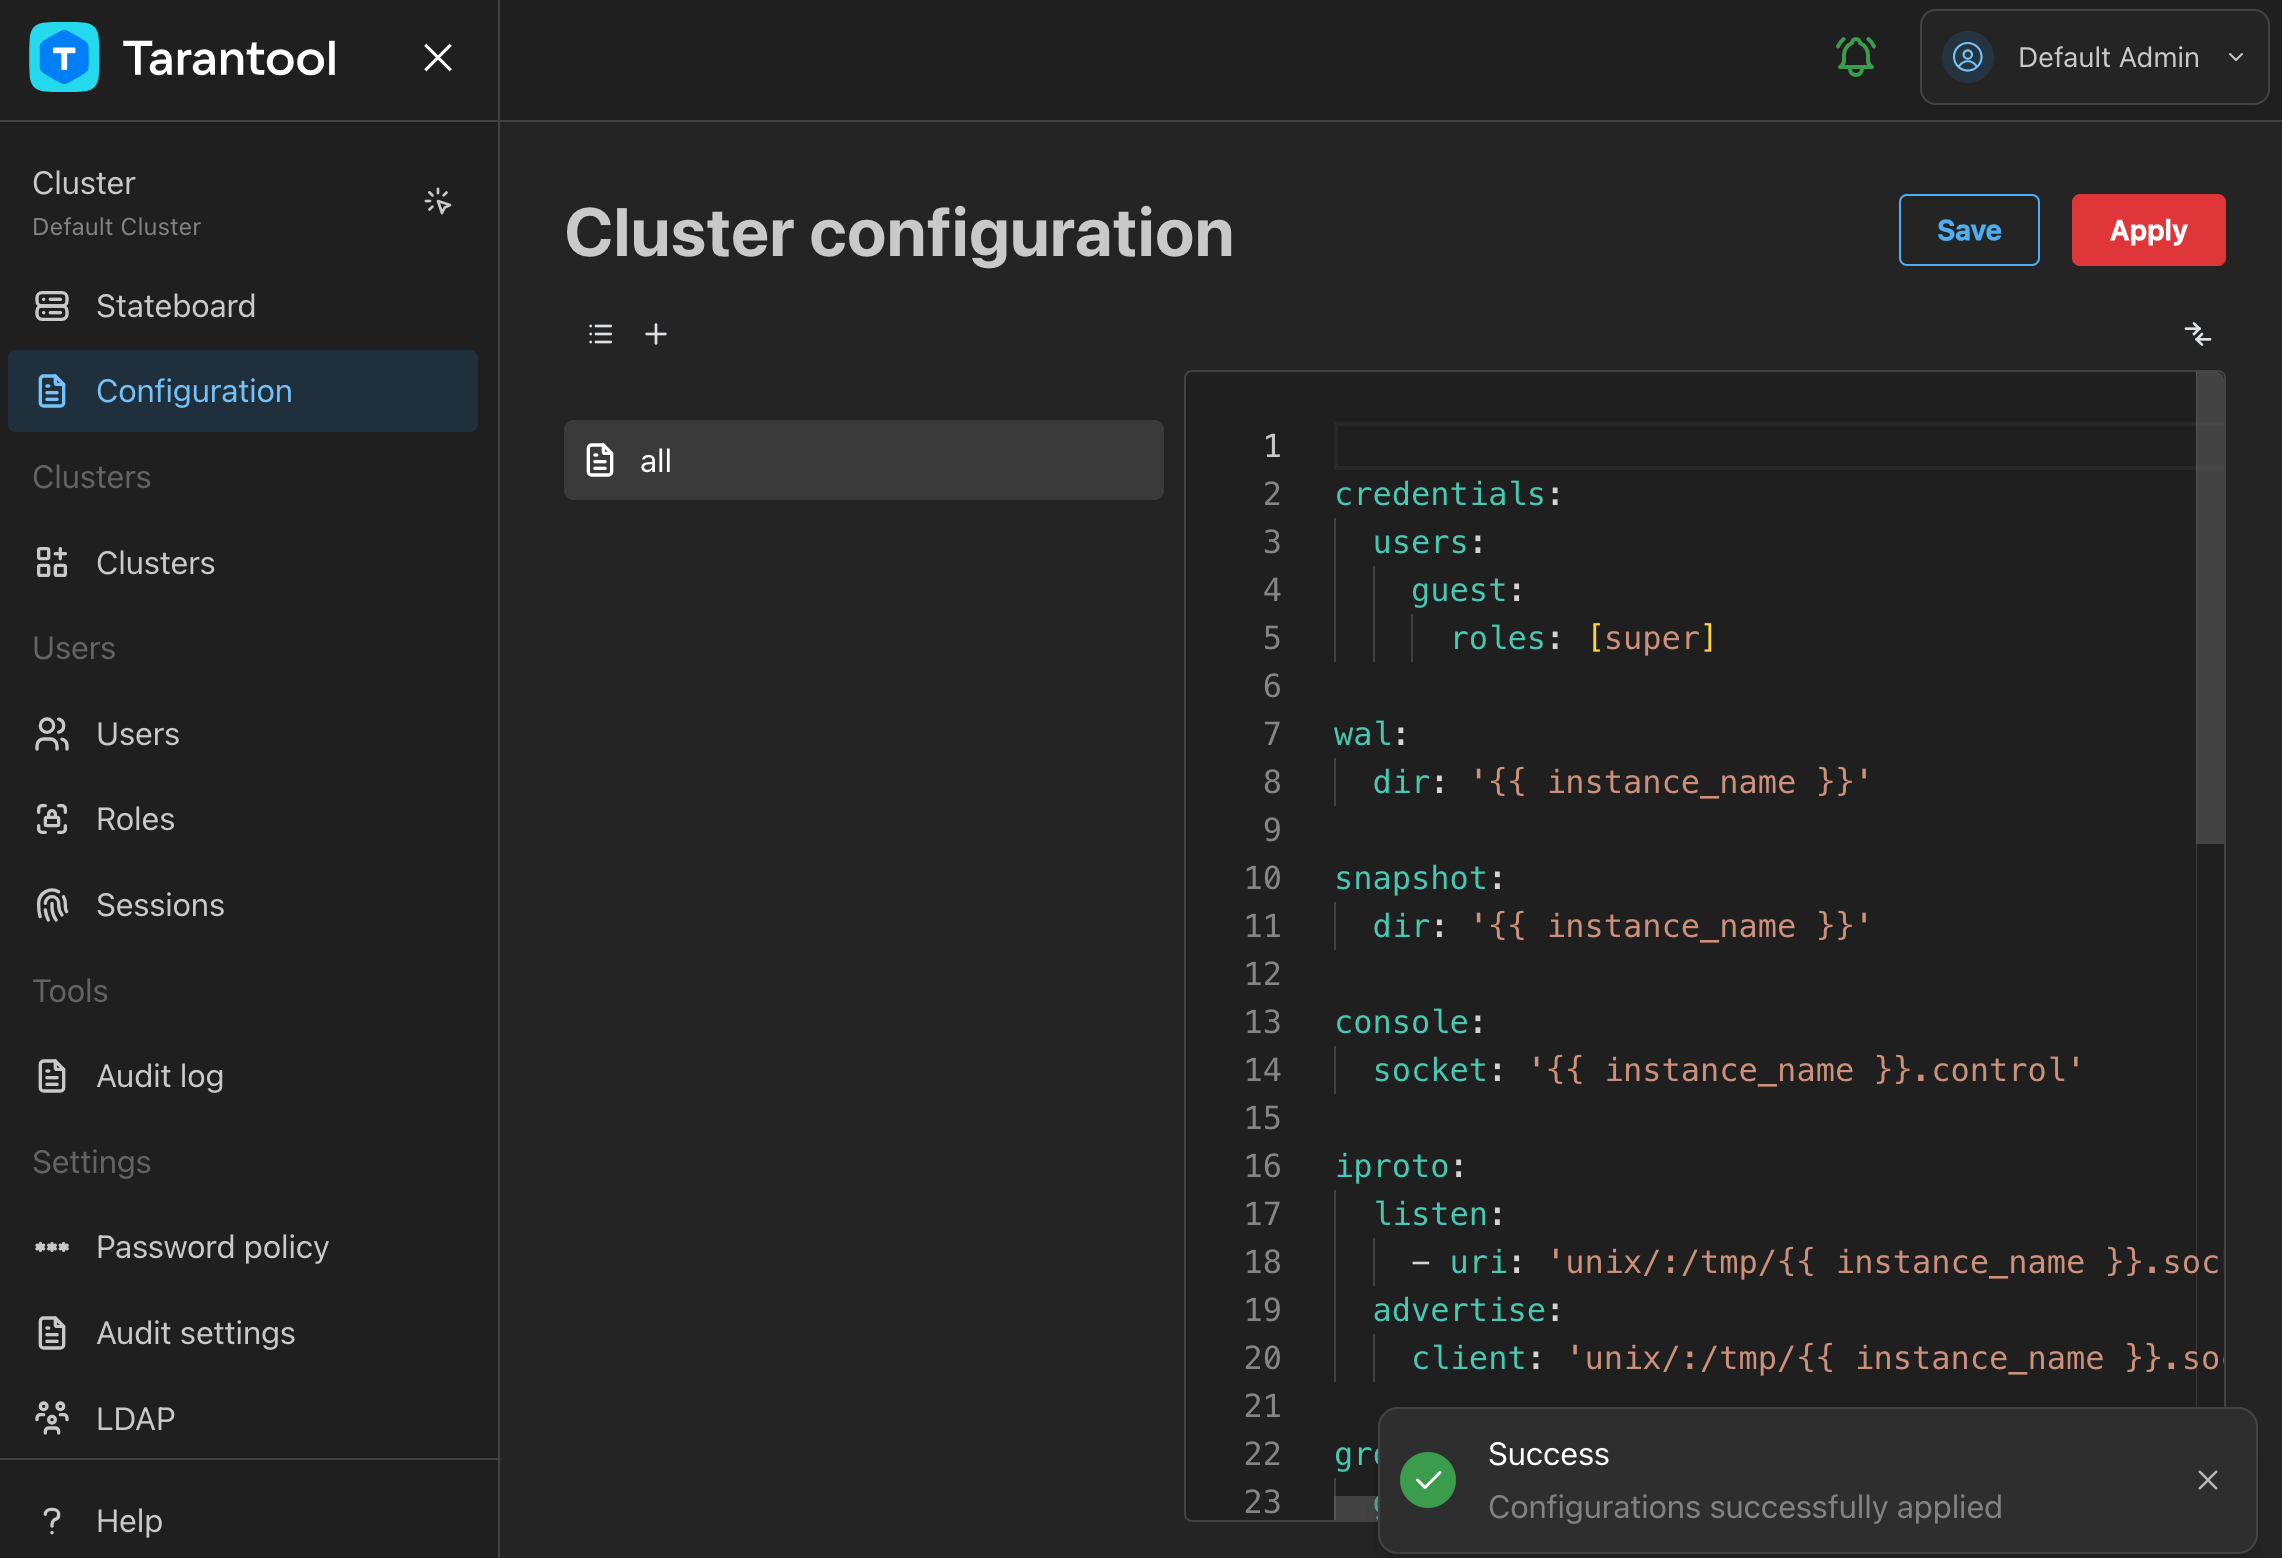 Tarantool
Default Admin
Cluster
Default Cluster
Stateboard
Configuration
Clusters
Clusters
Users
Users
Roles
Sessions
Tools
Audit log
Settings
Password policy
Audit settings
LDAP
Help
Cluster configuration
Save
Apply
all
1
2 credentials:
3 users:
4 guest:
5 roles: [super]
6
7 wal:
8 dir: '{{ instance_name }}'
9
10 snapshot:
11 dir: '{{ instance_name }}'
12
13 console:
14 socket: '{{ instance_name }}.control'
15
16 iproto:
17 listen:
18 - uri: 'unix/:/tmp/{{ instance_name }}.soc
19 advertise:
20 client: 'unix/:/tmp/{{ instance_name }}.so
21
22 gr
23
Success
Configurations successfully applied